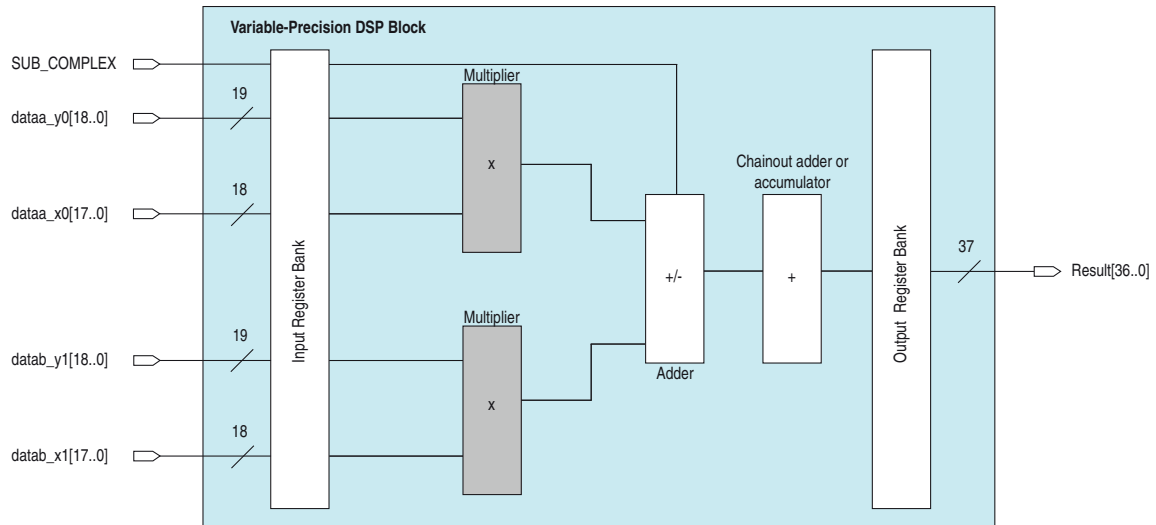 Variable-Precision DSP Block
SUB_COMPLEX
Multiplier
19
dataa_y0[18..0]
x
Chainout adder or
accumulator
18
dataa_x0[17..0]
Input Register Bank
+/-
+
Output Register Bank
37
Result[36..0]
Multiplier
19
datab_y1[18..0]
Adder
x
18
datab_x1[17..0]